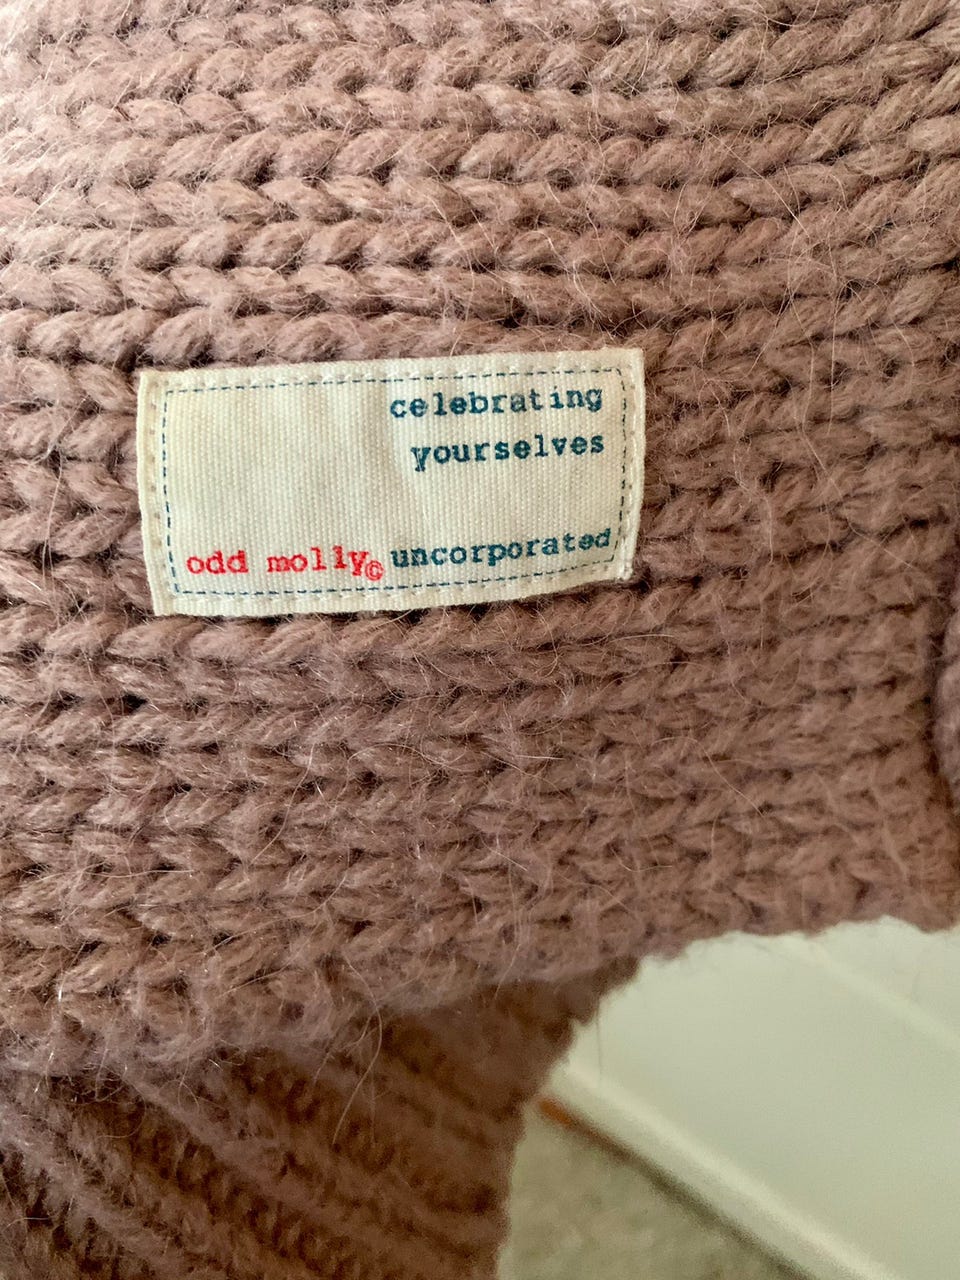 celebrating
yourselves
odd molly© uncorporated